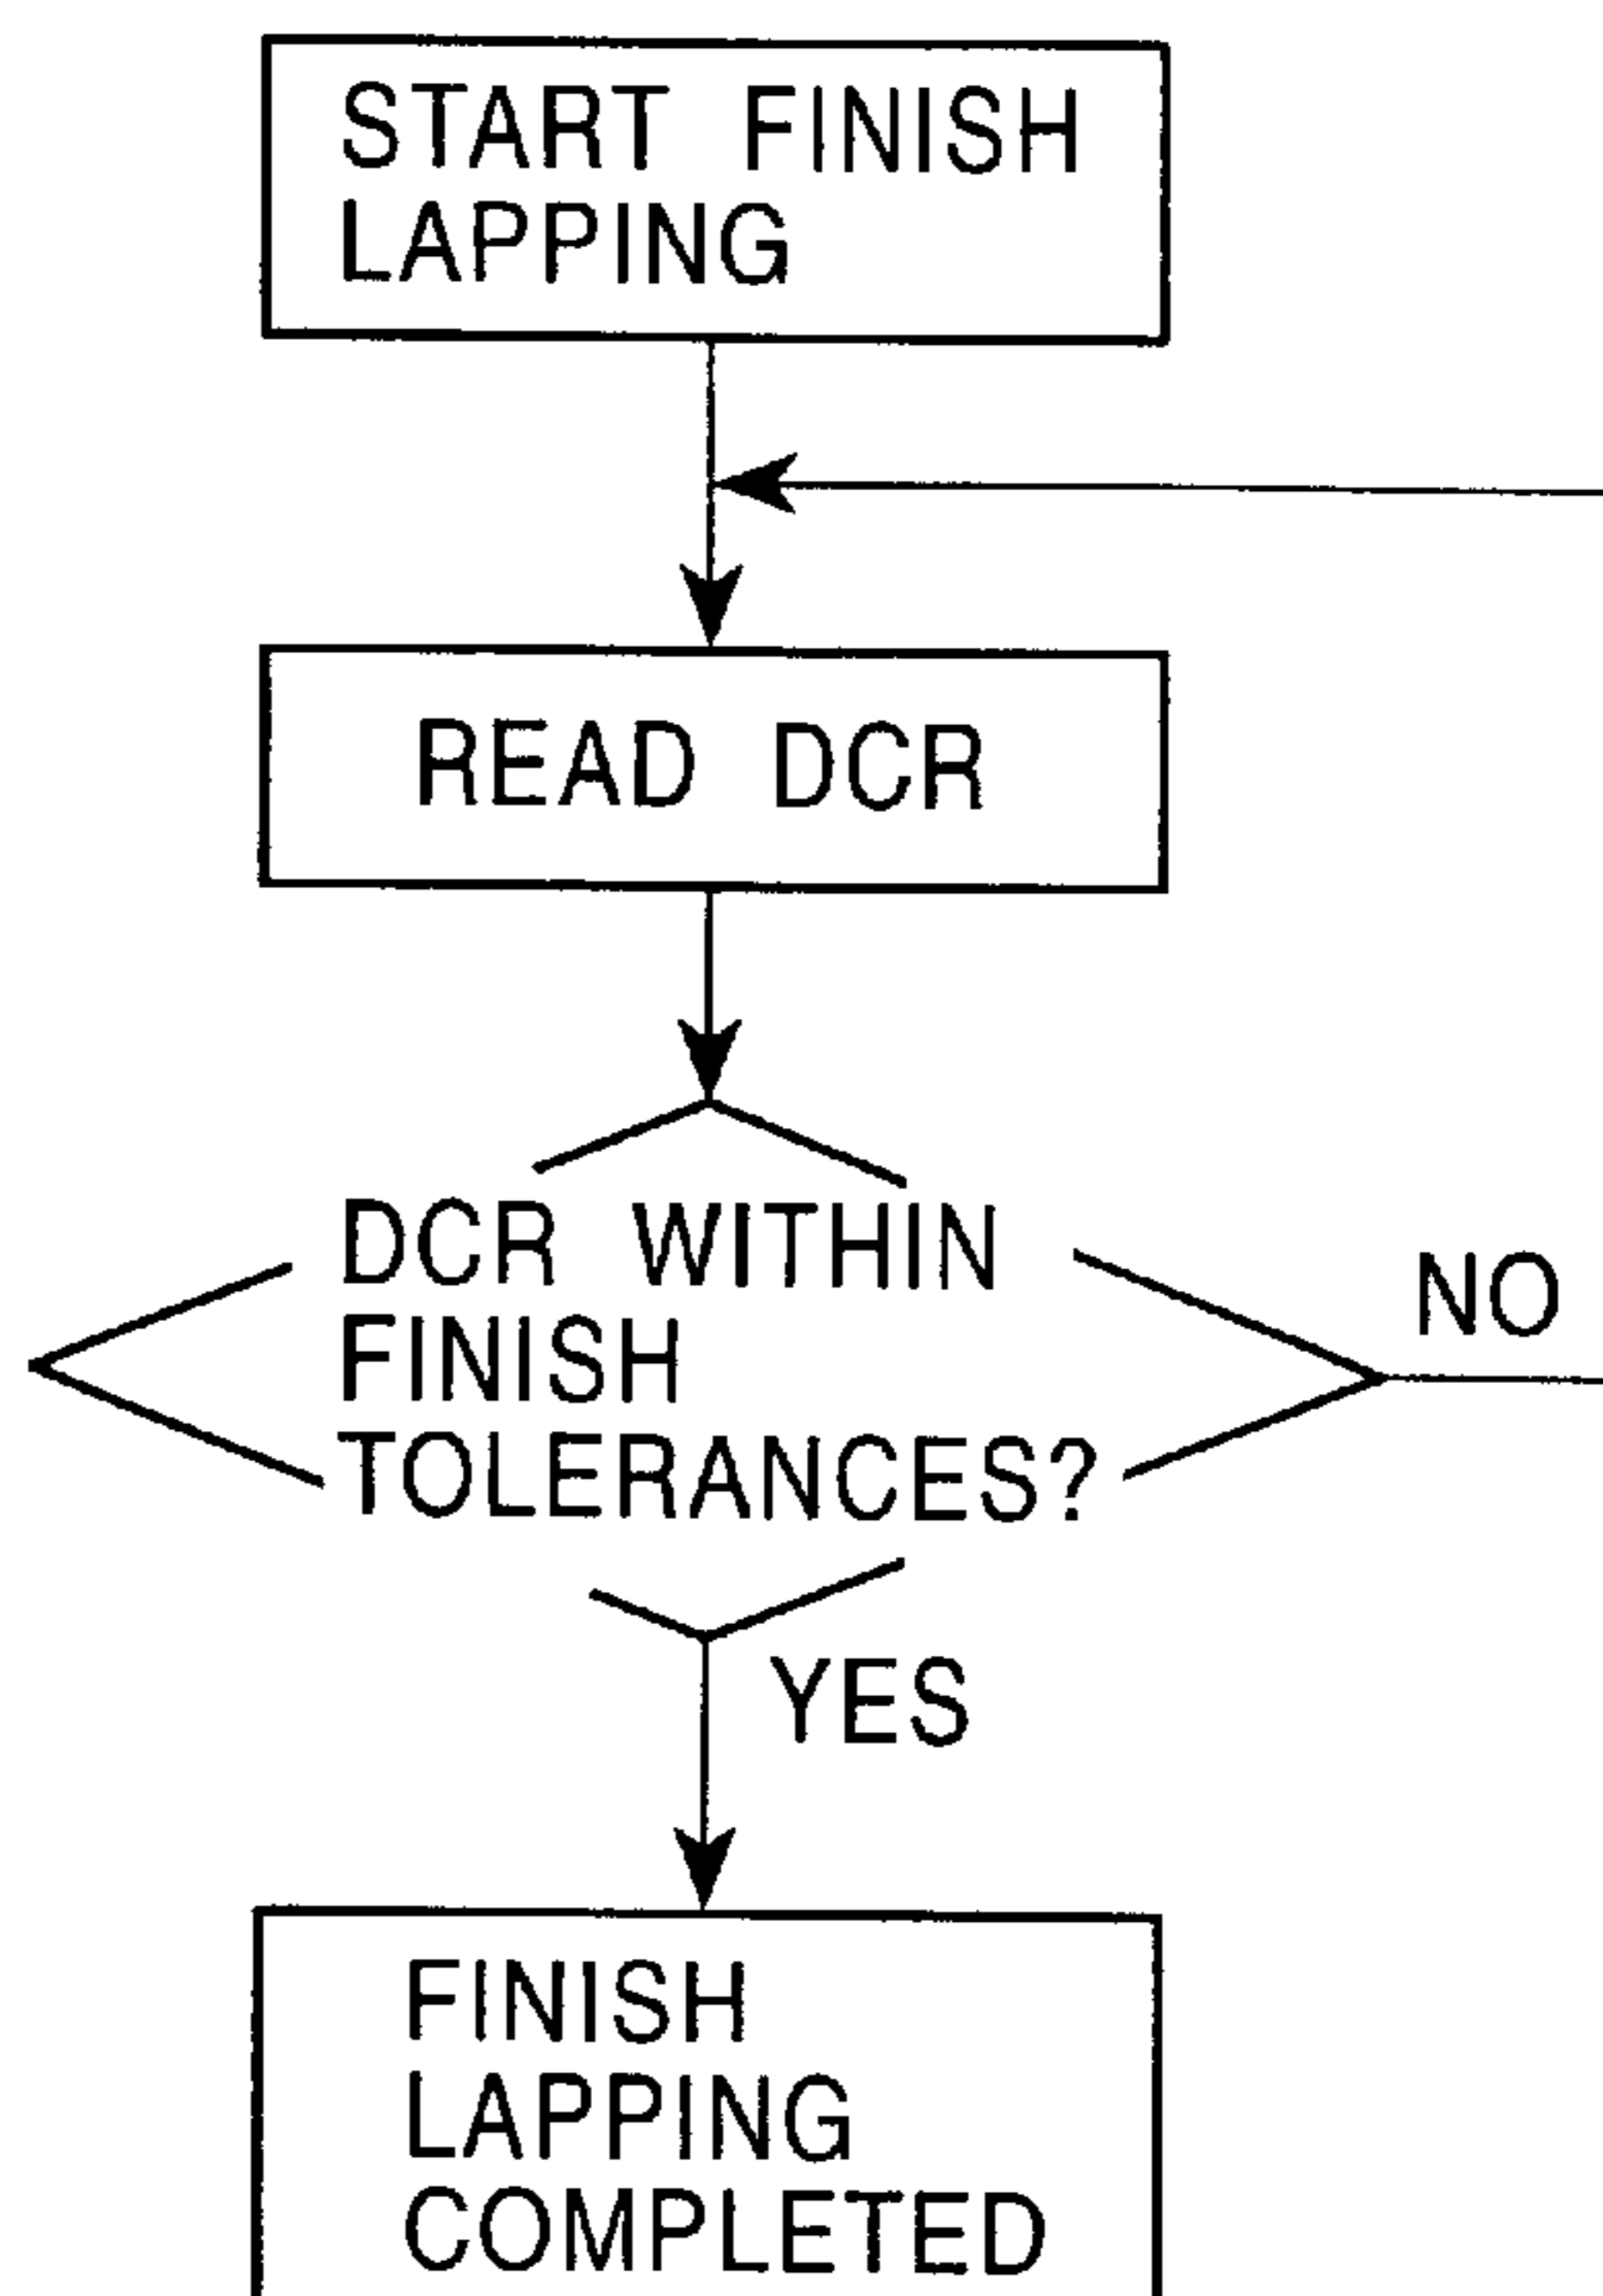 START FINISH
LAPPING
READ DCR
DCR WITHIN
FINISH
TOLERANCES?
NO
YES
FINISH
LAPPING
COMPLETED